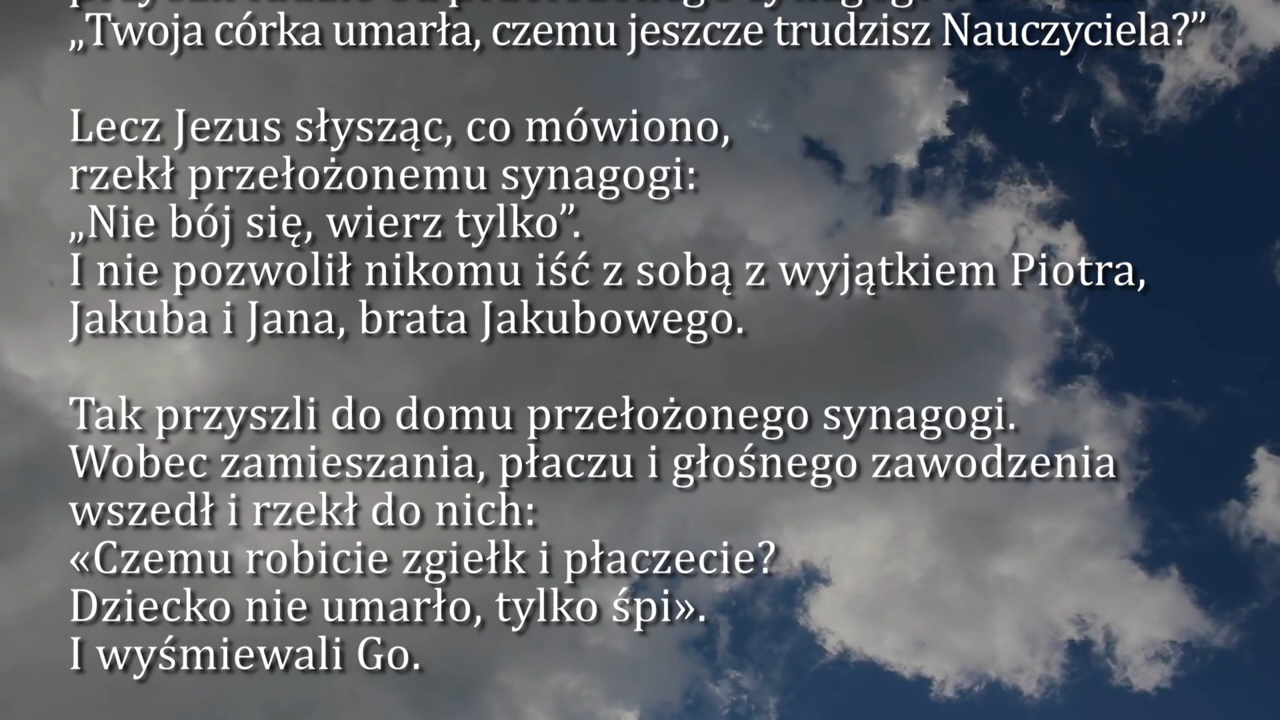 „Twoja córka umarła, czemu jeszcze trudzisz Nauczyciela?”
Lecz Jezus słysząc, co mówiono,
rzekł przełożonemu synagogi:
„Nie bój się, wierz tylko”.
I nie pozwolił nikomu iść z sobą z wyjątkiem Piotra,
Jakuba i Jana, brata Jakubowego.
Tak przyszli do domu przełożonego synagogi.
Wobec zamieszania, płaczu i głośnego zawodzenia
wszedł i rzekł do nich:
«Czemu robicie zgiełk i płaczecie?
Dziecko nie umarło, tylko śpi».
I wyśmiewali Go.